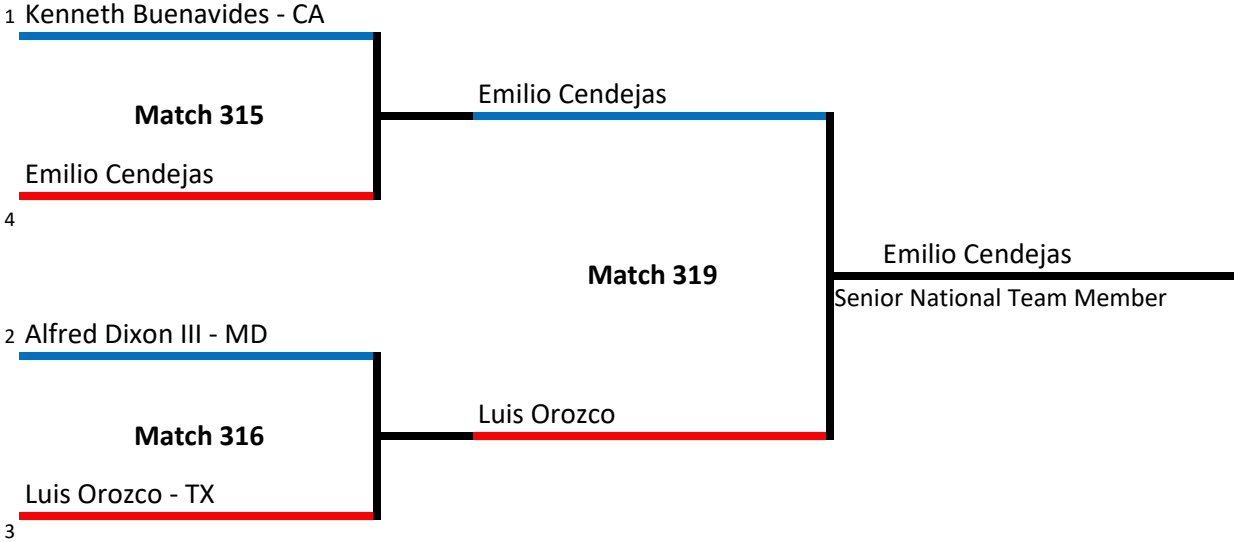 1 Kenneth Buenavides - CA
Emilio Cendejas
Match 315
Emilio Cendejas
4
Emilio Cendejas
Match 319
Senior National Team Member
2 Alfred Dixon III - MD
Luis Orozco
Match 316
Luis Orozco - TX
3